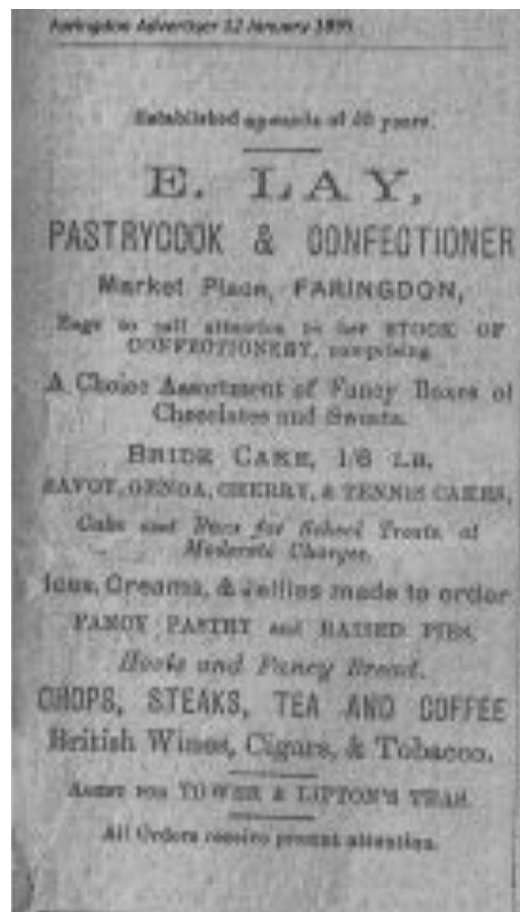 Faringdon Advertiser 12 January 1895
Established upwards of 40 years.
E. LAY,
PASTRYCOOK & CONFECTIONER
Market Place, FARINGDON,
Begs to call attention to her STOCK OF
CONFECTIONERY, comprising
A Choice Assortment of Fancy Boxes of
Chocolates and Sweets.
BRIDE CAKE, 1/6 LB.
SAVOY, GENOA, CHERRY, & TENNIS CAKES,
Cake and Buns for School Treats at
Moderate Charges.
Ices, Creams, & Jellies made to order
FANCY PASTRY and RAISED PIES.
and Fancy Bread.
CHOPS, STEAKS, TEA AND COFFEE
British Wines, Cigars, & Tobacco.
AGENT FOR TOWER & LIPTON'S TEAS.
All Orders receive prompt attention.